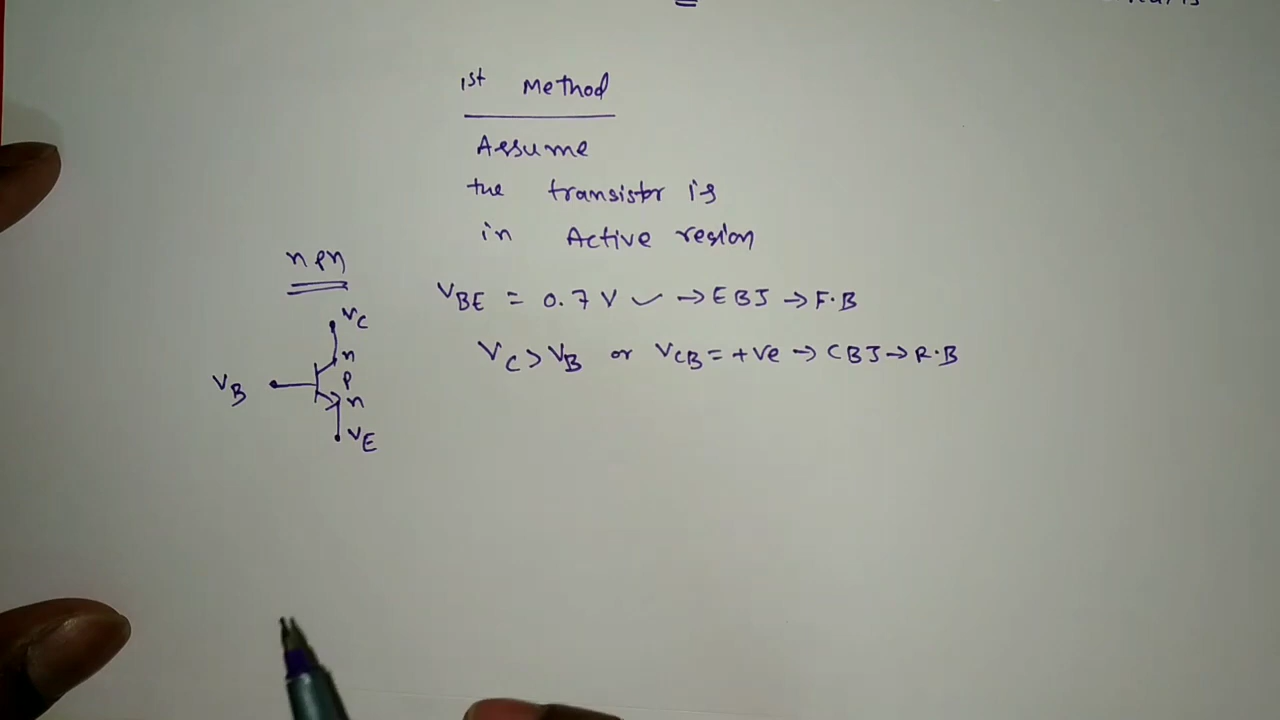 1st Method
Assume
the transistor is
in Active region
npn
VBE = 0.7 V ✓ → EBJ → F.B
VC > VB or VCB = +ve → CBJ → R.B
VC
n
VB
p
n
VE